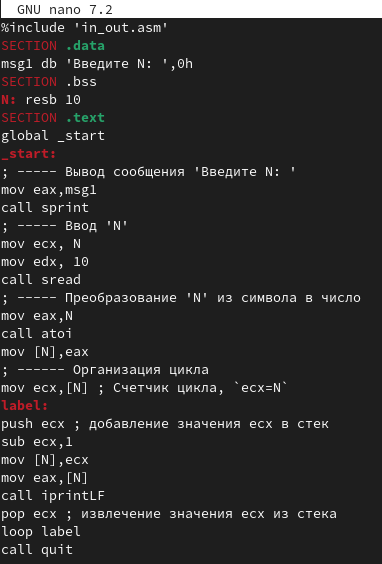 GNU nano 7.2
%include 'in_out.asm'
SECTION .data
msg1 db 'Введите N: ',0h
SECTION .bss
N: resb 10
SECTION .text
global _start
_start:
; ----- Вывод сообщения 'Введите N: '
mov eax,msg1
call sprint
; ----- Ввод 'N'
mov ecx, N
mov edx, 10
call sread
; ----- Преобразование 'N' из символа в число
mov eax,N
call atoi
mov [N],eax
; ------ Организация цикла
mov ecx,[N] ; Счетчик цикла, `ecx=N`
label:
push ecx ; добавление значения ecx в стек
sub ecx,1
mov [N],ecx
mov eax,[N]
call iprintLF
pop ecx ; извлечение значения ecx из стека
loop label
call quit